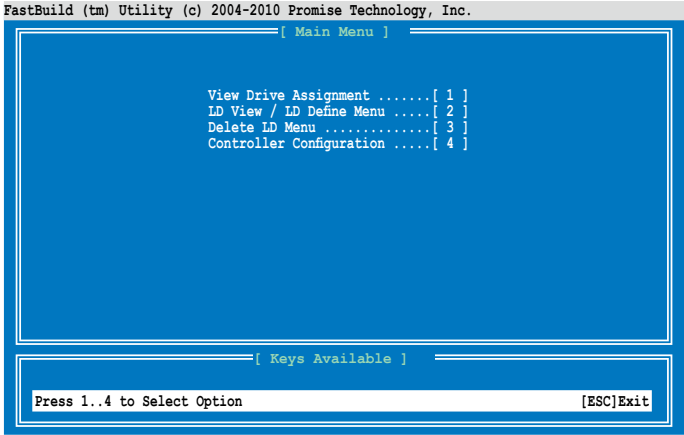 FastBuild (tm) Utility (c) 2004-2010 Promise Technology, Inc.
[ Main Menu ]
View Drive Assignment .......[ 1 ]
LD View / LD Define Menu .....[ 2 ]
Delete LD Menu ..............[ 3 ]
Controller Configuration .....[ 4 ]
[ Keys Available ]
Press 1..4 to Select Option [ESC]Exit